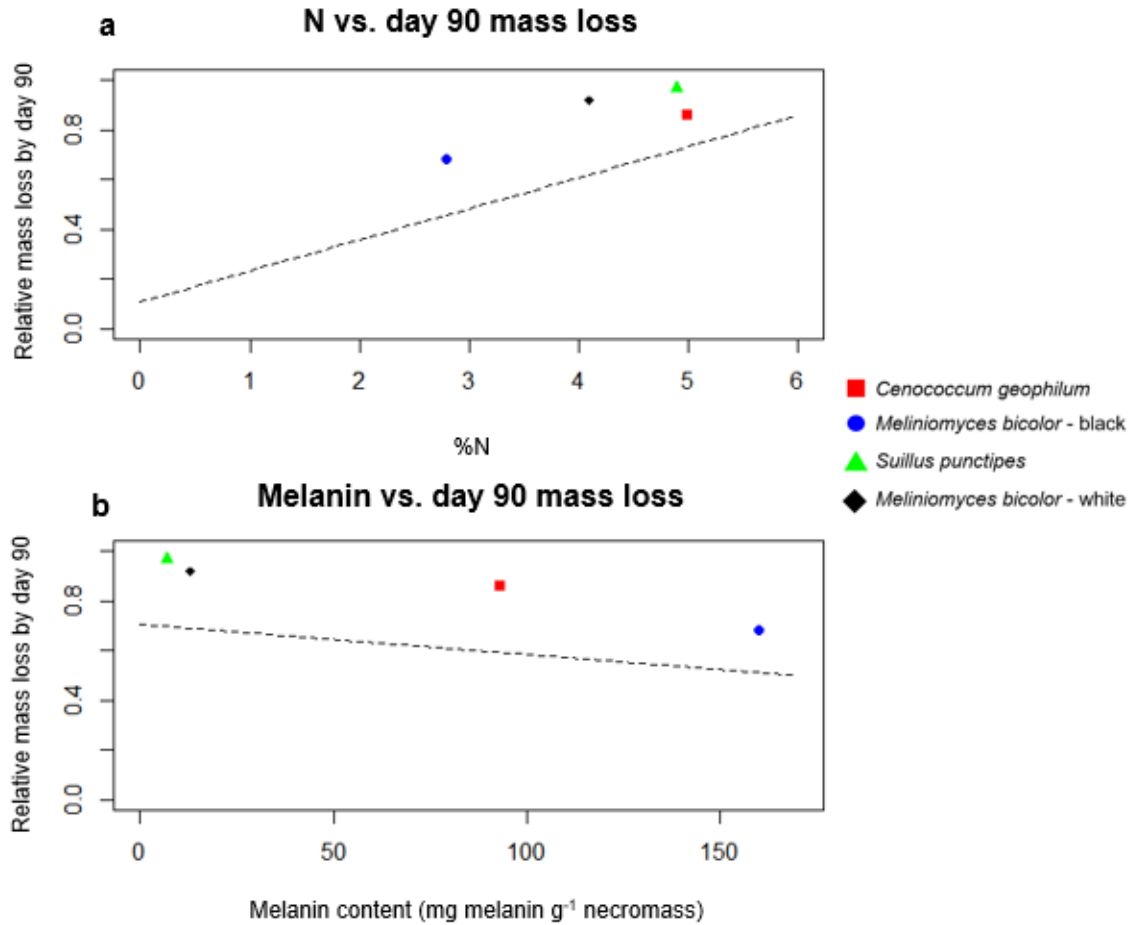 a
N vs. day 90 mass loss
Relative mass loss by day 90
0.0
0.4
0.8
0 1 2 3 4 5 6
%N
Cenococcum geophilum
Meliniomyces bicolor - black
Suillus punctipes
Meliniomyces bicolor - white
b
Melanin vs. day 90 mass loss
Relative mass loss by day 90
0.0
0.4
0.8
0 50 100 150
Melanin content (mg melanin g⁻¹ necromass)